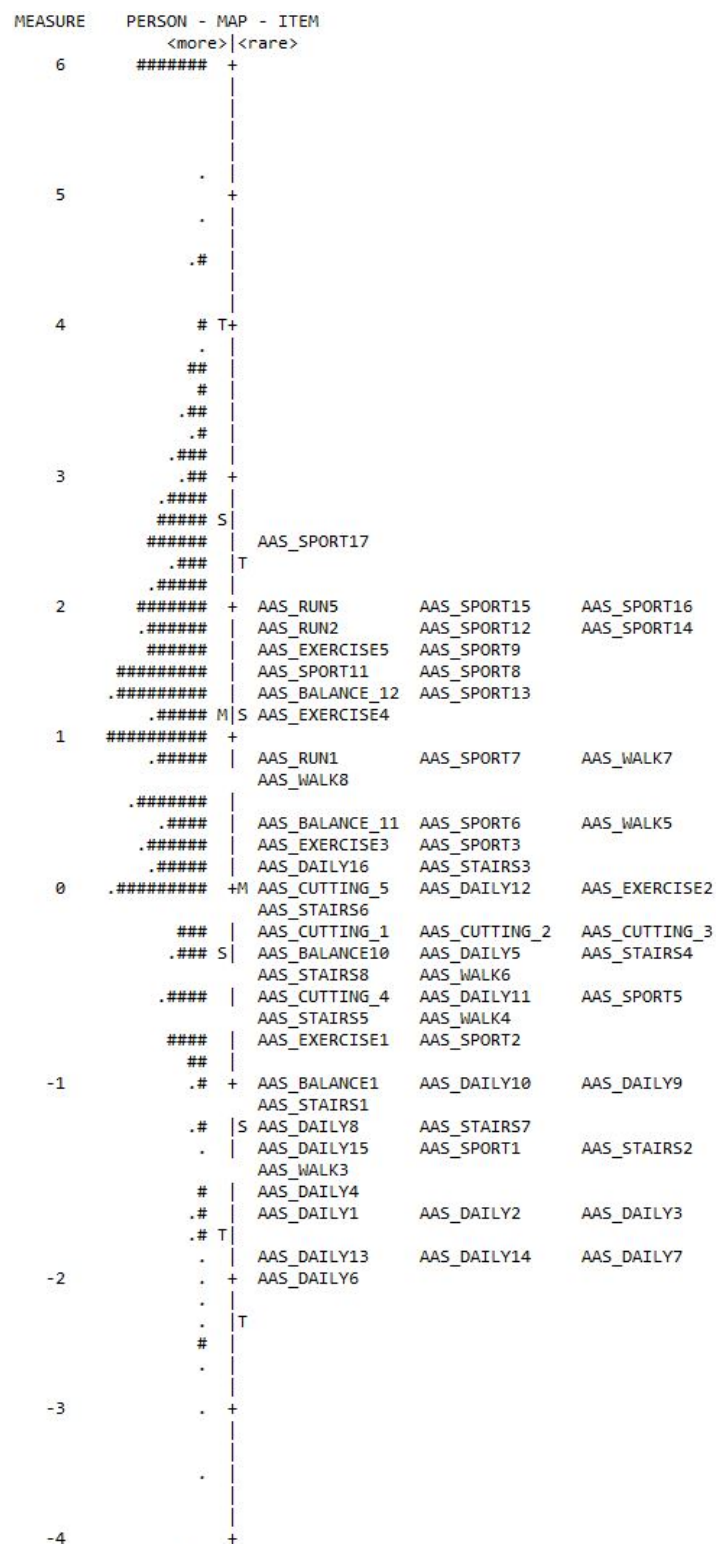 MEASURE PERSON - MAP - ITEM
<more>|<rare>
6 ####### +
|
|
|
|
. |
5 +
. |
|
.# |
|
|
4 # T+
. |
## |
# |
.## |
.# |
.### |
3 .## +
.#### |
##### S|
###### | AAS_SPORT17
.### |T
.##### |
2 ####### + AAS_RUN5 AAS_SPORT15 AAS_SPORT16
.###### | AAS_RUN2 AAS_SPORT12 AAS_SPORT14
###### | AAS_EXERCISE5 AAS_SPORT9
######### | AAS_SPORT11 AAS_SPORT8
.######### | AAS_BALANCE_12 AAS_SPORT13
.##### M|S AAS_EXERCISE4
1 ########## +
.##### | AAS_RUN1 AAS_SPORT7 AAS_WALK7
AAS_WALK8
.####### |
.#### | AAS_BALANCE_11 AAS_SPORT6 AAS_WALK5
.###### | AAS_EXERCISE3 AAS_SPORT3
.##### | AAS_DAILY16 AAS_STAIRS3
0 .######### +M AAS_CUTTING_5 AAS_DAILY12 AAS_EXERCISE2
AAS_STAIRS6
### | AAS_CUTTING_1 AAS_CUTTING_2 AAS_CUTTING_3
.### S| AAS_BALANCE10 AAS_DAILY5 AAS_STAIRS4
AAS_STAIRS8 AAS_WALK6
.#### | AAS_CUTTING_4 AAS_DAILY11 AAS_SPORT5
AAS_STAIRS5 AAS_WALK4
#### | AAS_EXERCISE1 AAS_SPORT2
## |
-1 .# + AAS_BALANCE1 AAS_DAILY10 AAS_DAILY9
AAS_STAIRS1
.# |S AAS_DAILY8 AAS_STAIRS7
. | AAS_DAILY15 AAS_SPORT1 AAS_STAIRS2
AAS_WALK3
# | AAS_DAILY4
.# | AAS_DAILY1 AAS_DAILY2 AAS_DAILY3
.# T|
. | AAS_DAILY13 AAS_DAILY14 AAS_DAILY7
-2 . + AAS_DAILY6
. |
. |T
# |
. |
|
-3 . +
|
|
. |
|
|
-4 +